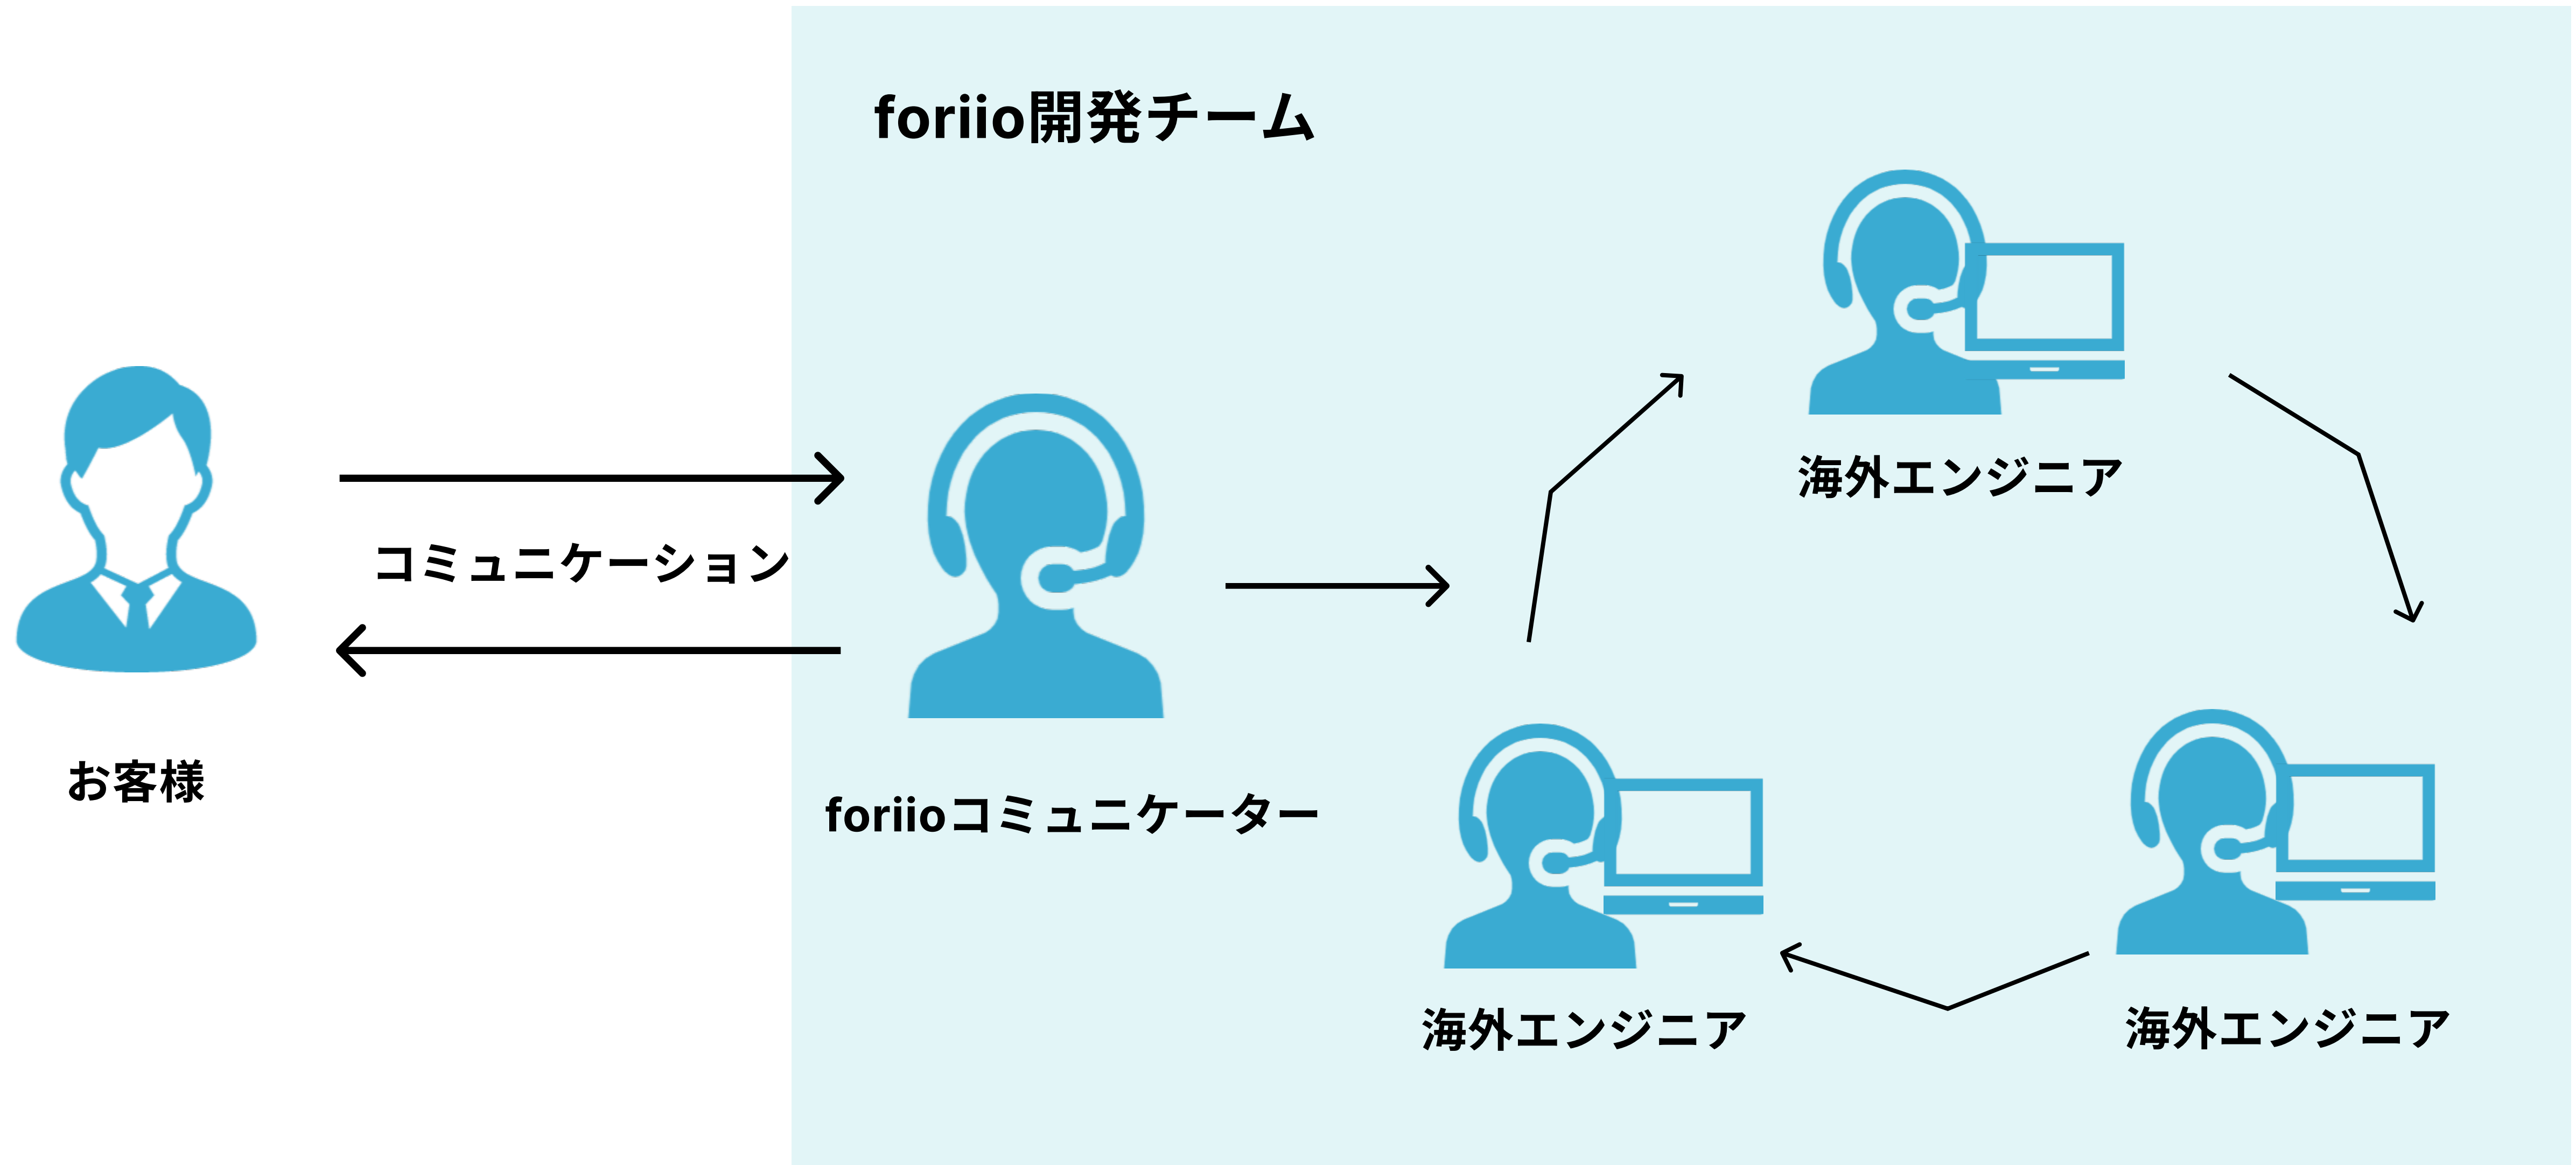 foriio開発チーム
海外エンジニア
コミュニケーション
お客様
foriioコミュニケーター
海外エンジニア
海外エンジニア